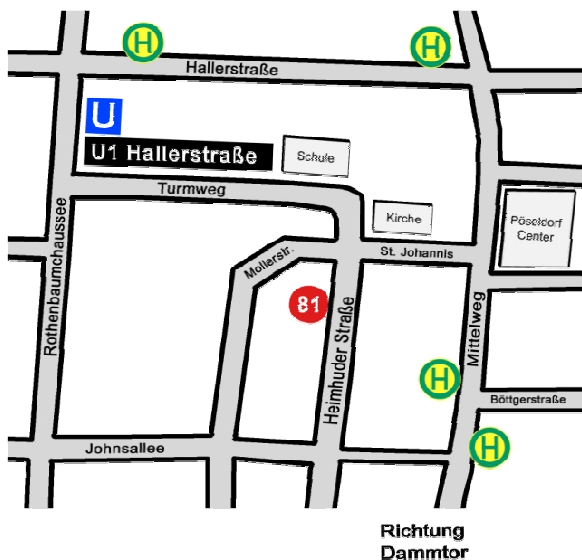 H
H
Hallerstraße
U
U1 Hallerstraße
Schule
Turmweg
Kirche
Pöseldorf
Center
Rothenbaumchaussee
St. Johannis
Mollerstr.
81
Heimhuder Straße
Mittelweg
H
Böttgerstraße
H
Johnsallee
Richtung
Dammtor